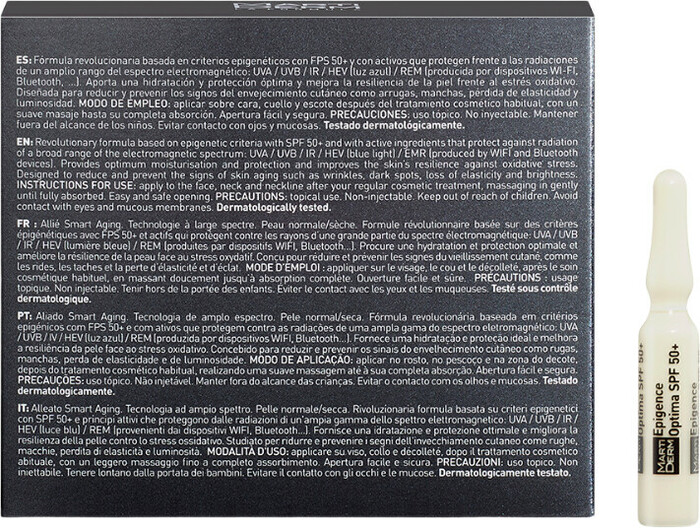 MARTI
DERM
ES: Fórmula revolucionaria basada en criterios epigenéticos con FPS 50+ y con activos que protegen frente a las radiaciones
de un amplio rango del espectro electromagnético: UVA / UVB / IR / HEV (luz azul) / REM (producida por dispositivos WI-FI,
Bluetooth, ...). Aporta una hidratación y protección óptima y mejora la resiliencia de la piel frente al estrés oxidativo.
Diseñada para reducir y prevenir los signos del envejecimiento cutáneo como arrugas, manchas, pérdida de elasticidad y
luminosidad. MODO DE EMPLEO: aplicar sobre cara, cuello y escote después del tratamiento cosmético habitual, con un
suave masaje hasta su completa absorción. Apertura fácil y segura. PRECAUCIONES: uso tópico. No inyectable. Mantener
fuera del alcance de los niños. Evitar contacto con ojos y mucosas. Testado dermatológicamente.
EN: Revolutionary formula based on epigenetic criteria with SPF 50+ and with active ingredients that protect against radiation
of a broad range of the electromagnetic spectrum: UVA / UVB / IR / HEV (blue light) / EMR (produced by WIFI and Bluetooth
devices). Provides optimum moisturisation and protection and improves the skin's resilience against oxidative stress.
Designed to reduce and prevent the signs of skin aging such as wrinkles, dark spots, loss of elasticity and brightness.
INSTRUCTIONS FOR USE: apply to the face, neck and neckline after your regular cosmetic treatment, massaging in gently
until fully absorbed. Easy and safe opening. PRECAUTIONS: topical use. Non-injectable. Keep out of reach of children. Avoid
contact with eyes and mucous membranes. Dermatologically tested.
FR : Allié Smart Aging. Technologie à large spectre. Peau normale/sèche. Formule révolutionnaire basée sur des critères
épigénétiques avec FPS 50+ et actifs qui protègent contre les rayons d'une grande partie du spectre électromagnétique: UVA / UVB
/ IR / HEV (lumière bleue) / REM (produites par dispositifs WIFI, Bluetooth...). Procure une hydratation et protection optimale et
améliore la résilience de la peau face au stress oxydatif. Conçu pour réduire et prévenir les signes du vieillissement cutané, comme
les rides, les taches et la perte d'élasticité et d'éclat. MODE D'EMPLOI : appliquer sur le visage, le cou et le décolleté, après le soin
cosmétique habituel, en massant doucement jusqu'à absorption complète. Ouverture facile et sûre. PRÉCAUTIONS : usage
topique. Non injectable. Tenir hors de la portée des enfants. Éviter le contact avec les yeux et les muqueuses. Testé sous contrôle
dermatologique.
PT: Aliado Smart Aging. Tecnologia de amplo espectro. Pele normal/seca. Fórmula revolucionária baseada em critérios
epigénicos com FPS 50+ e com ativos que protegem contra as radiações de uma ampla gama do espectro eletromagnético: UVA
/ UVB / IV / HEV (luz azul) / REM (produzida por dispositivos WIFI, Bluetooth...). Fornece uma hidratação e proteção ideal e melhora
a resiliência da pele face ao stress oxidativo. Concebido para reduzir e prevenir os sinais do envelhecimento cutâneo como rugas,
manchas, perda de elasticidade e de luminosidade. MODO DE APLICAÇÃO: aplicar no rosto, no pescoço e na zona do decote,
depois do tratamento cosmético habitual, realizando uma suave massagem até à sua completa absorção. Abertura fácil e segura.
PRECAUÇÕES: uso tópico. Não injetável. Manter fora do alcance das crianças. Evitar o contacto com os olhos e mucosas. Testado
dermatologicamente.
IT: Alleato Smart Aging. Tecnologia ad ampio spettro. Pelle normale/secca. Rivoluzionaria formula basata su criteri epigenetici
con SPF 50+ e principi attivi che proteggono dalle radiazioni di un'ampia gamma dello spettro elettromagnetico: UVA / UVB / IR /
HEV (luce blu) / REM (provenienti dai dispositivi WIFI, Bluetooth...). Fornisce una idratazione e protezione ottimale e migliora la
resilienza della pelle contro lo stress ossidativo. Studiato per ridurre e prevenire i segni dell'invecchiamento cutaneo come rughe,
macchie, perdita di elasticità e luminosità. MODALITÀ D'USO: applicare su viso, collo e décolleté, dopo il trattamento cosmetico
abituale, con un leggero massaggio fino a completo assorbimento. Apertura facile e sicura. PRECAUZIONI: uso topico. Non
iniettabile. Tenere lontano dalla portata dei bambini. Evitare il contatto con gli occhi e le mucose. Dermatologicamente testato.
MARTI
DERM
Epigence
Optima SPF 50+
Epigence
Optima SPF 50+